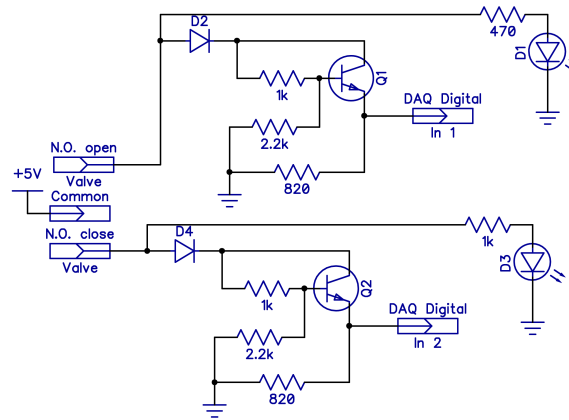 D2
470
D1
Q1
1k
DAQ Digital
In 1
2.2k
N.O. open
Valve
820
+5V
Common
N.O. close
Valve
D4
1k
D3
Q2
1k
DAQ Digital
In 2
2.2k
820